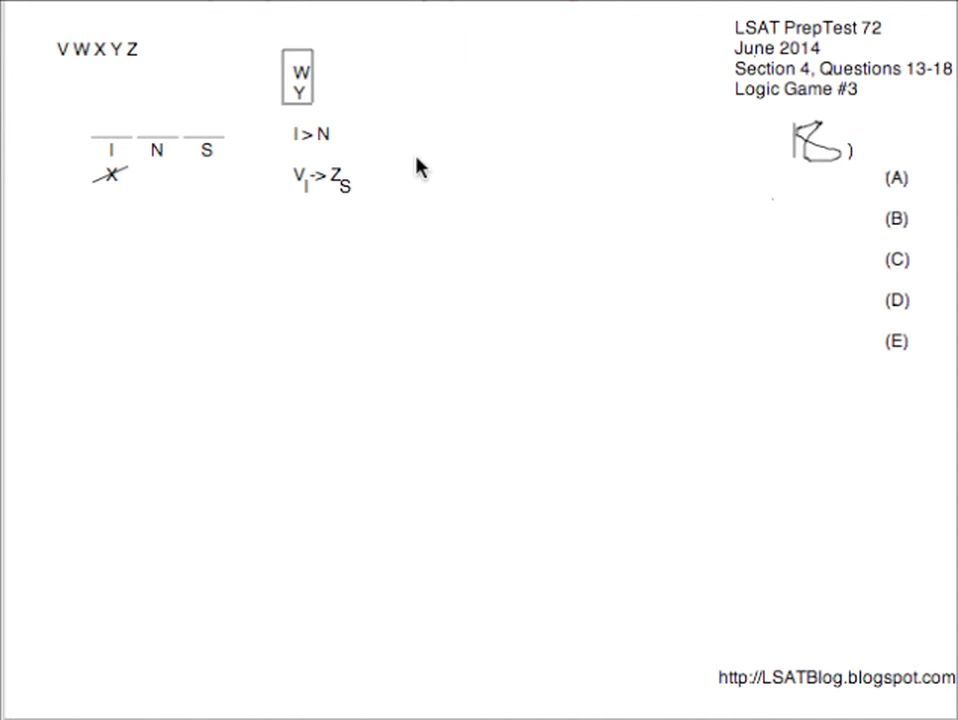 V W X Y Z
W
Y
I > N
V I -> Z S
I N S
X
LSAT PrepTest 72
June 2014
Section 4, Questions 13-18
Logic Game #3
)
(A)
(B)
(C)
(D)
(E)
http://LSATBlog.blogspot.com